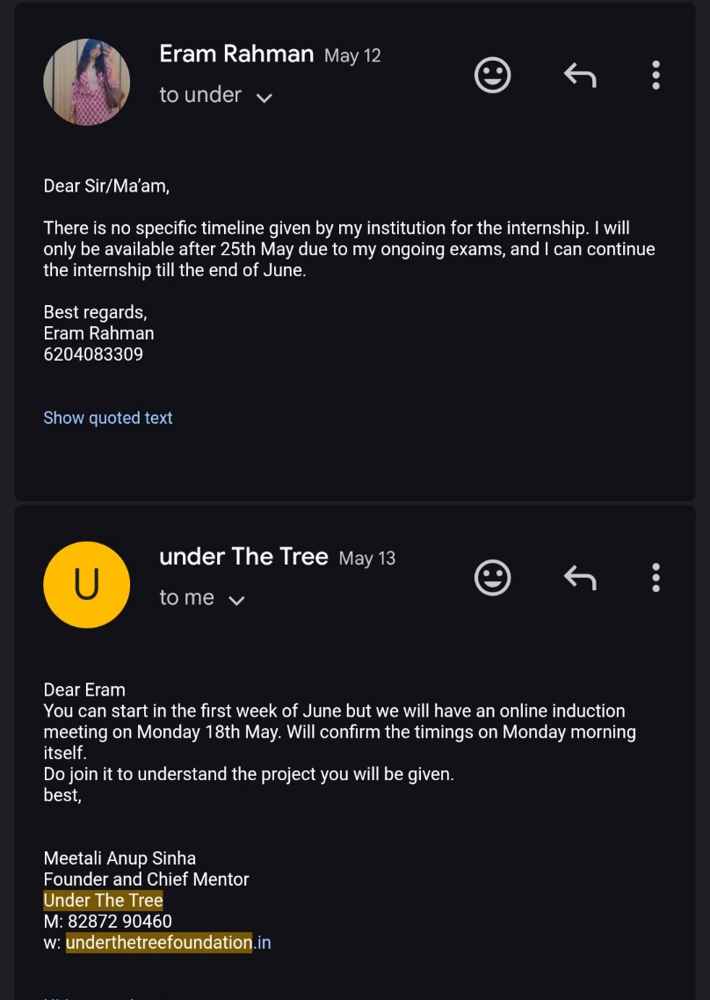 Eram Rahman May 12
to under
Dear Sir/Ma’am,
There is no specific timeline given by my institution for the internship. I will
only be available after 25th May due to my ongoing exams, and I can continue
the internship till the end of June.
Best regards,
Eram Rahman
6204083309
Show quoted text
U
under The Tree May 13
to me
Dear Eram
You can start in the first week of June but we will have an online induction
meeting on Monday 18th May. Will confirm the timings on Monday morning
itself.
Do join it to understand the project you will be given.
best,
Meetali Anup Sinha
Founder and Chief Mentor
Under The Tree
M: 82872 90460
w: underthetreefoundation.in